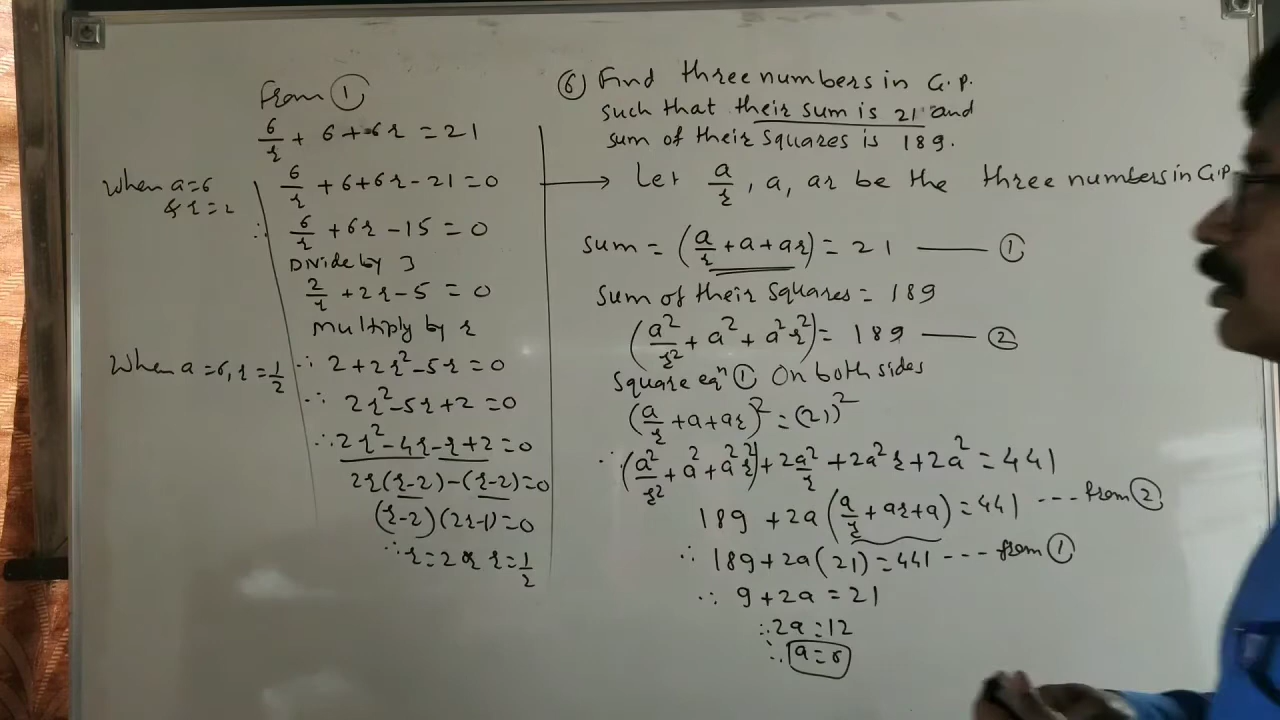 ⑥ Find three numbers in G.P.
such that their sum is 21 and
sum of their squares is 189.
Let a/r, a, ar be the three numbers in G.P.
sum = (a/r + a + ar) = 21 —— ①
sum of their squares = 189
(a²/r² + a² + a²r²) = 189 —— ②
Square eqⁿ ① On both sides
(a/r + a + ar)² = (21)²
∴ (a²/r² + a² + a²r²) + 2a²/r + 2a²r + 2a² = 441
189 + 2a (a/r + ar + a) = 441 --- from ②
∴ 189 + 2a (21) = 441 --- from ①
∴ 9 + 2a = 21
∴ 2a = 12
∴ a = 6
From ①
6/r + 6 + 6r = 21
6/r + 6 + 6r - 21 = 0
∴ 6/r + 6r - 15 = 0
Divide by 3
2/r + 2r - 5 = 0
multiply by r
∴ 2 + 2r² - 5r = 0
∴ 2r² - 5r + 2 = 0
∴ 2r² - 4r - r + 2 = 0
2r(r-2) - (r-2) = 0
(r-2)(2r-1) = 0
∴ r = 2 or r = 1/2
When a = 6
& r = 2
When a = 6, r = 1/2